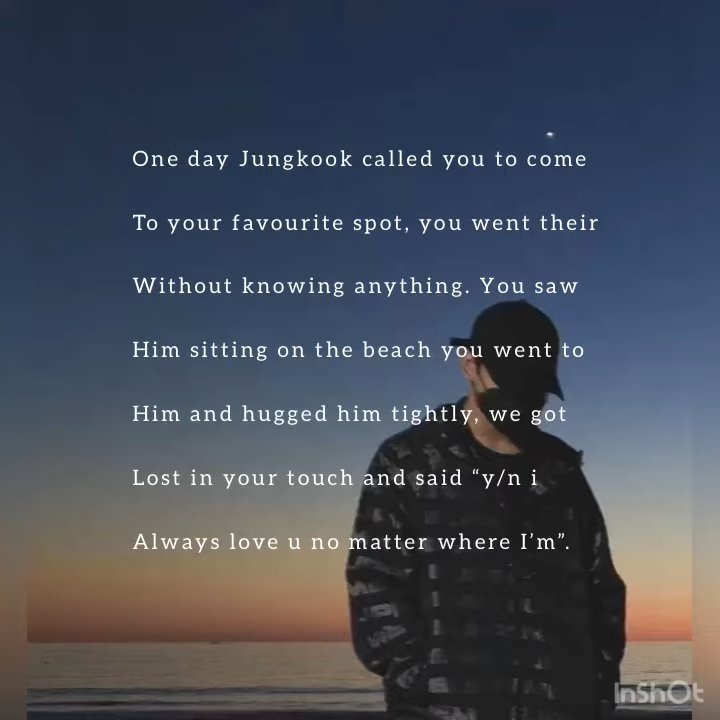 One day Jungkook called you to come
To your favourite spot, you went their
Without knowing anything. You saw
Him sitting on the beach you went to
Him and hugged him tightly, we got
Lost in your touch and said “y/n i
Always love u no matter where I’m”.
InShOt